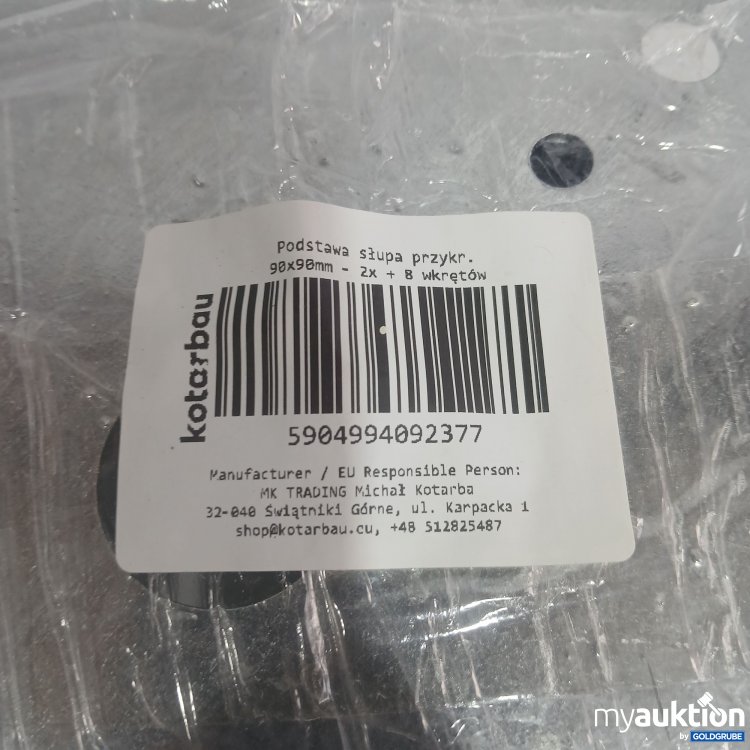 Podstawa słupa przykr.
90x90mm - 2x + 8 wkrętów
kotarbau
5904994092377
Manufacturer / EU Responsible Person:
MK TRADING Michał Kotarba
32-040 Świątniki Górne, ul. Karpacka 1
shop@kotarbau.eu, +48 512825487
myauktion
by GOLDGRUBE